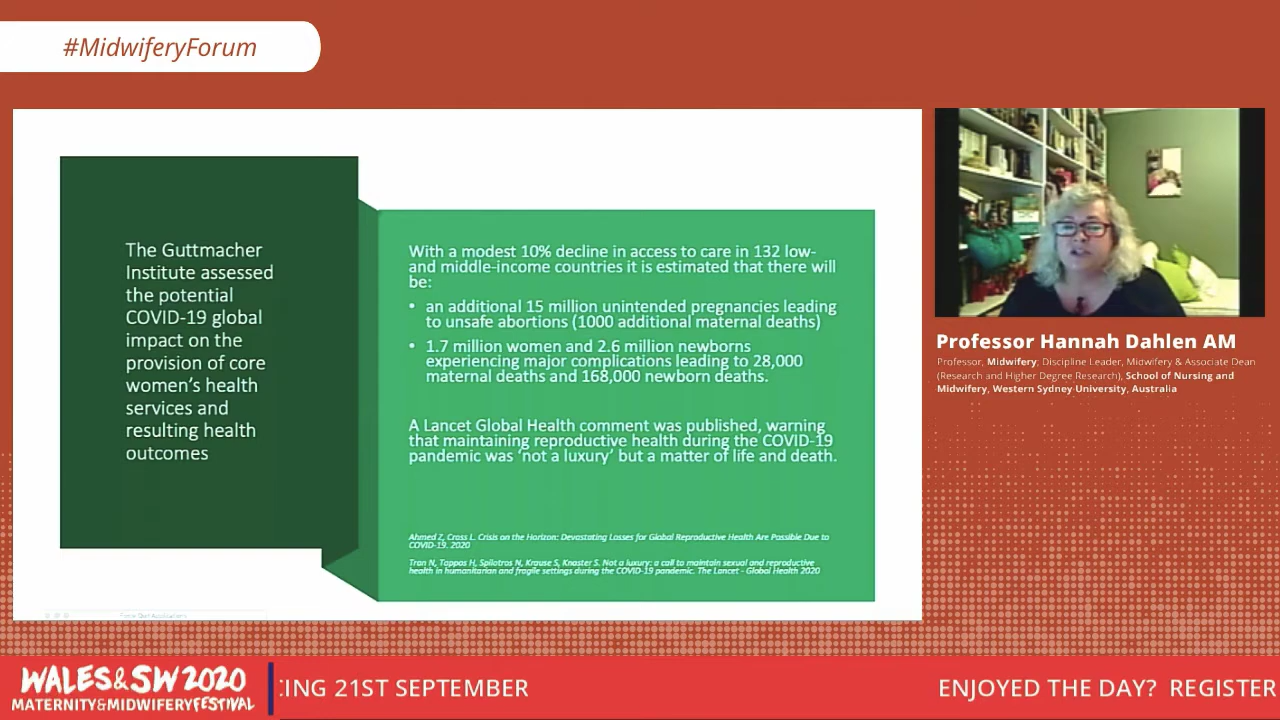 #MidwiferyForum
The Guttmacher
Institute assessed
the potential
COVID-19 global
impact on the
provision of core
women's health
services and
resulting health
outcomes
With a modest 10% decline in access to care in 132 low-
and middle-income countries it is estimated that there will
be:
• an additional 15 million unintended pregnancies leading
to unsafe abortions (1000 additional maternal deaths)
• 1.7 million women and 2.6 million newborns
experiencing major complications leading to 28,000
maternal deaths and 168,000 newborn deaths.
A Lancet Global Health comment was published, warning
that maintaining reproductive health during the COVID-19
pandemic was 'not a luxury' but a matter of life and death.
Ahmed Z, Cross L. Crisis on the Horizon: Devastating Losses for Global Reproductive Health Are Possible Due to
COVID-19. 2020
Tran N, Tappas H, Spilotros N, Krause S, Knaster S. Not a luxury: a call to maintain sexual and reproductive
health in humanitarian and fragile settings during the COVID-19 pandemic. The Lancet - Global Health 2020
Professor Hannah Dahlen AM
Professor, Midwifery; Discipline Leader, Midwifery & Associate Dean
(Research and Higher Degree Research), School of Nursing and
Midwifery, Western Sydney University, Australia
WALES&SW2020
MATERNITY&MIDWIFERYFESTIVAL
ING 21ST SEPTEMBER
ENJOYED THE DAY? REGISTER